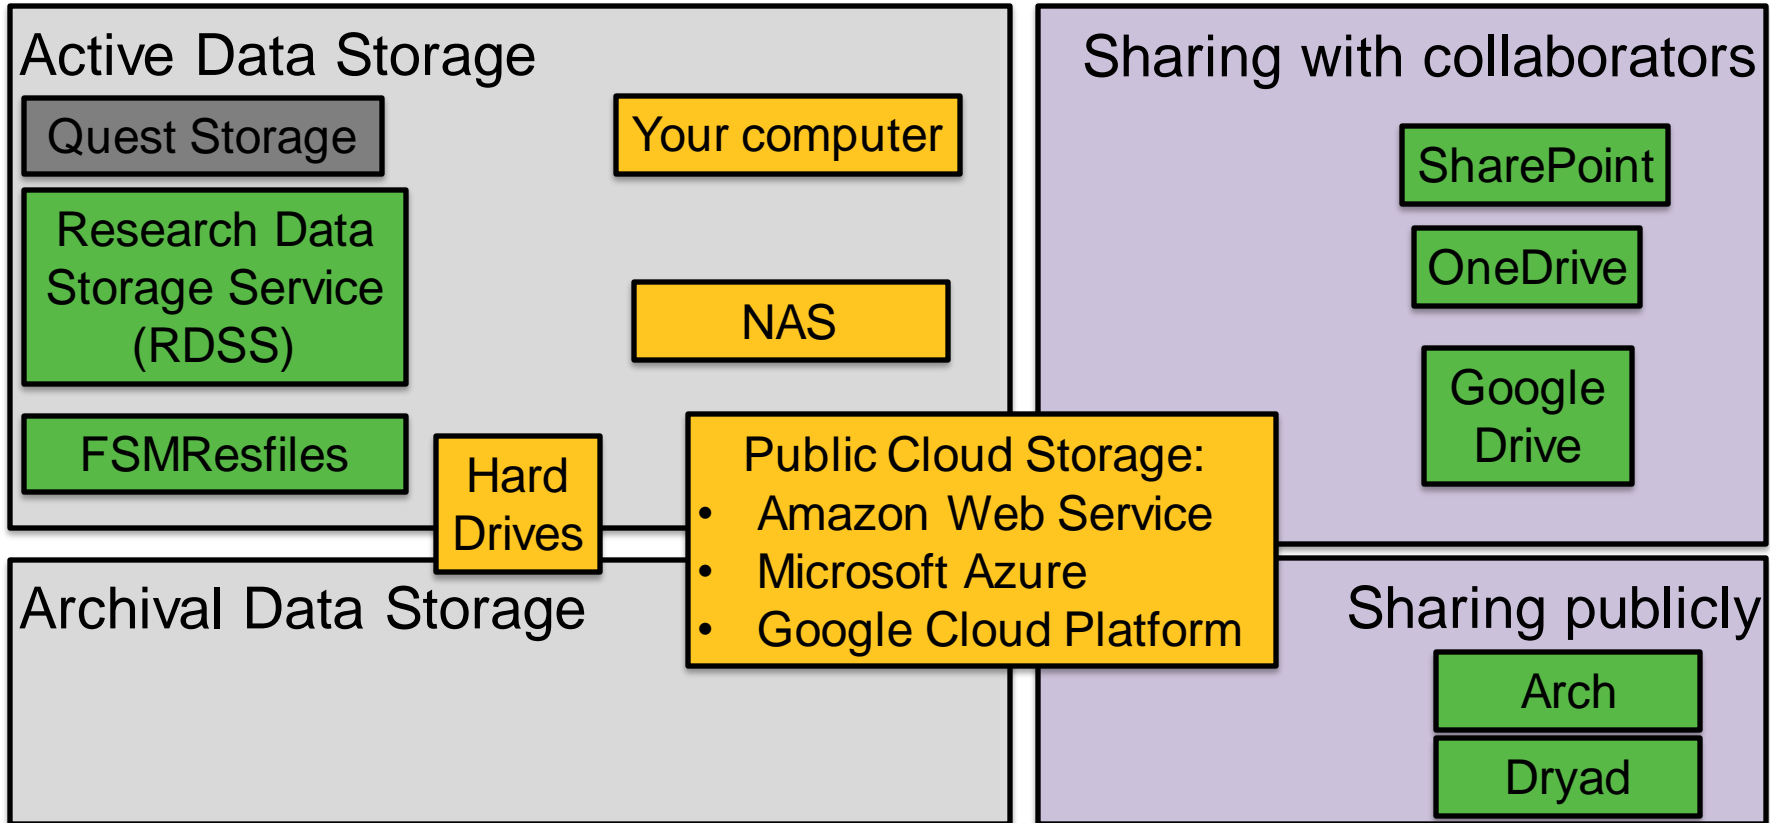 Active Data Storage
Quest Storage
Your computer
Research Data
Storage Service
(RDSS)
NAS
FSMResfiles
Hard
Drives
Sharing with collaborators
SharePoint
OneDrive
Google
Drive
Public Cloud Storage:
• Amazon Web Service
• Microsoft Azure
• Google Cloud Platform
Archival Data Storage
Sharing publicly
Arch
Dryad